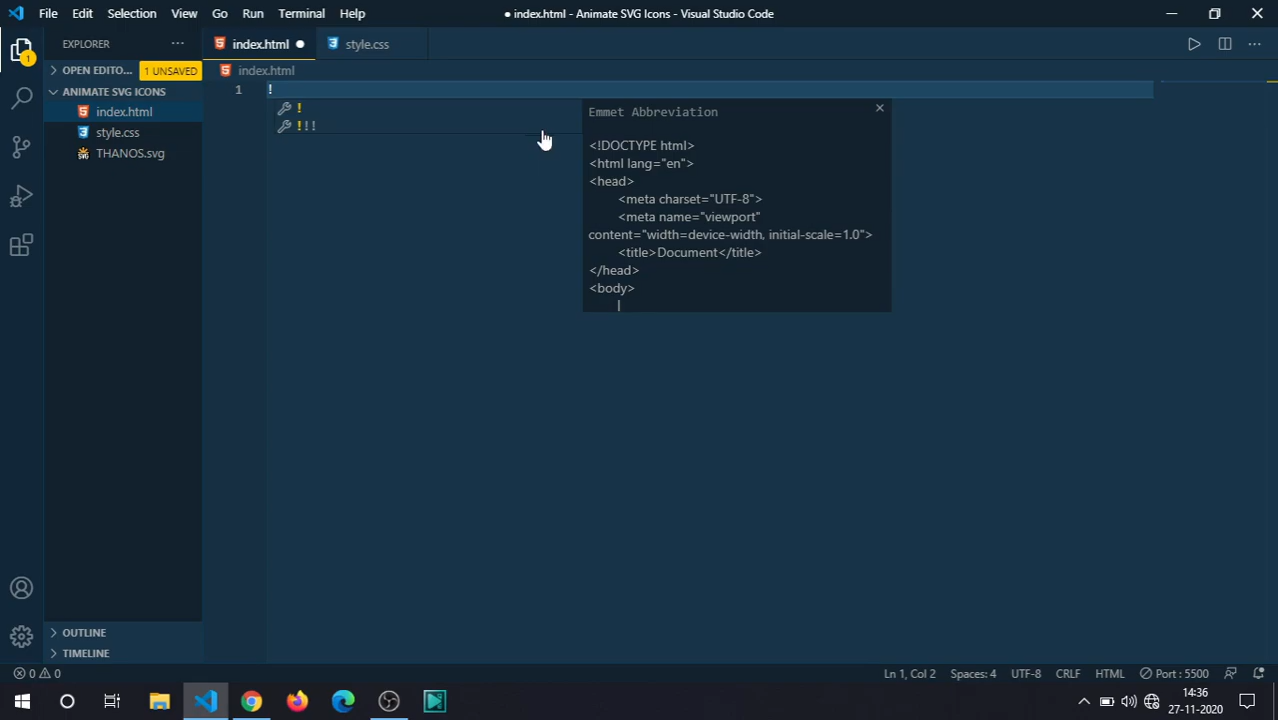 File Edit Selection View Go Run Terminal Help
● index.html - Animate SVG Icons - Visual Studio Code
EXPLORER
index.html
style.css
OPEN EDITO... 1 UNSAVED
index.html
ANIMATE SVG ICONS
index.html
style.css
THANOS.svg
1
1 !
!
!!!
Emmet Abbreviation
<!DOCTYPE html>
<html lang="en">
<head>
<meta charset="UTF-8">
<meta name="viewport"
content="width=device-width, initial-scale=1.0">
<title>Document</title>
</head>
<body>
|
OUTLINE
TIMELINE
0 0
Ln 1, Col 2 Spaces: 4 UTF-8 CRLF HTML Port : 5500
14:36
27-11-2020